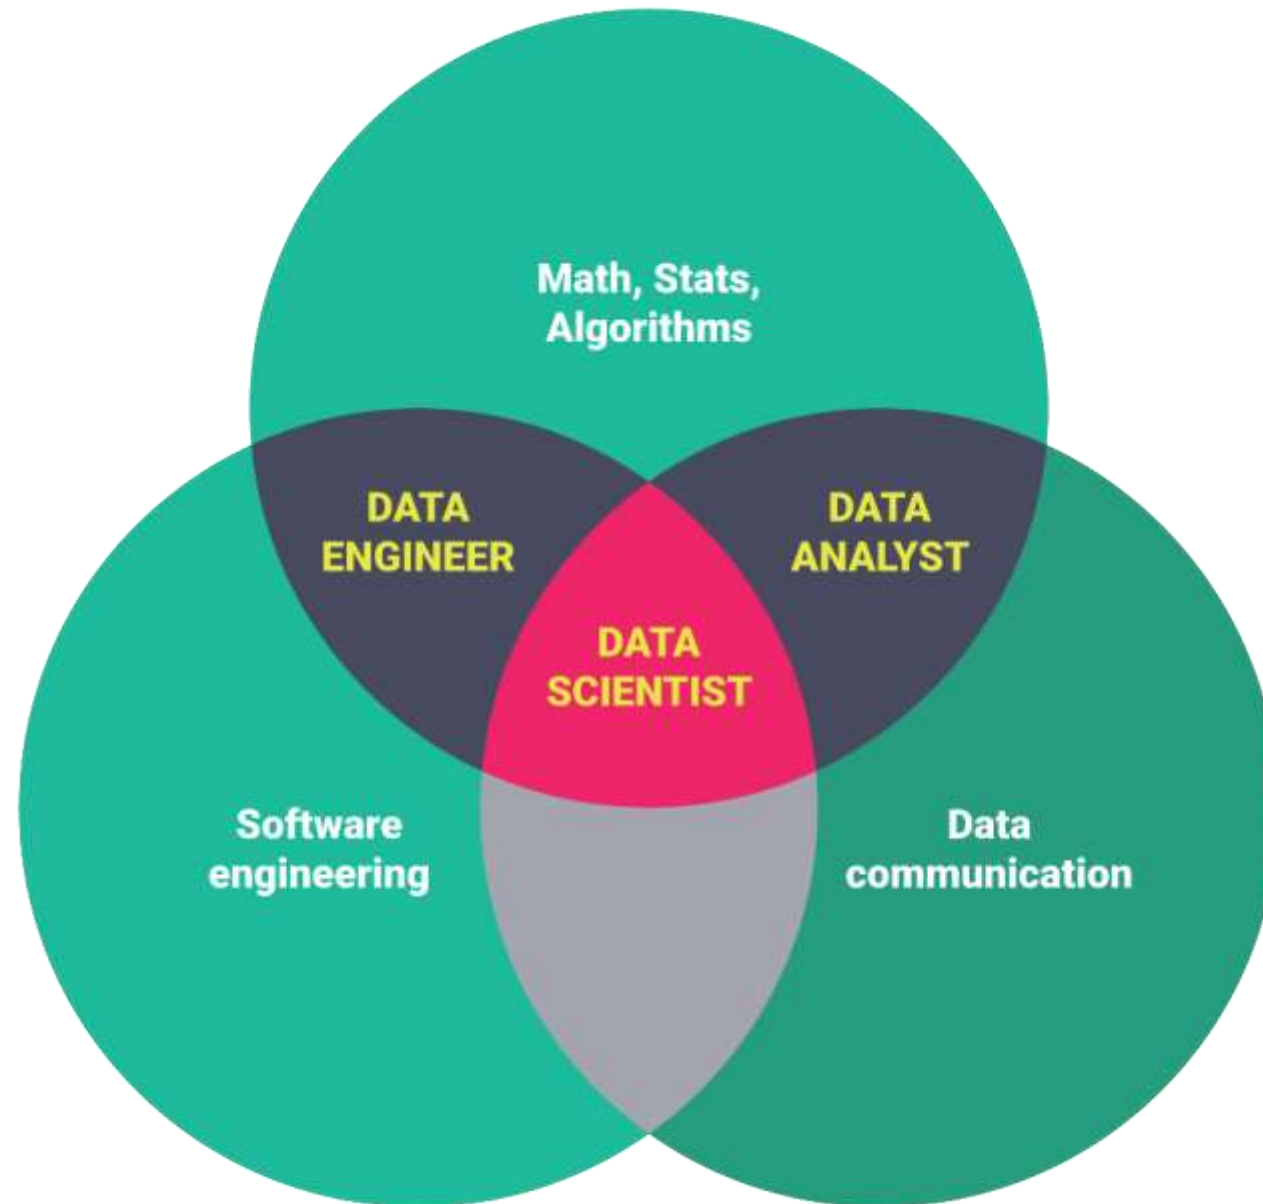 Math, Stats,
Algorithms
DATA
ENGINEER
DATA
ANALYST
DATA
SCIENTIST
Software
engineering
Data
communication